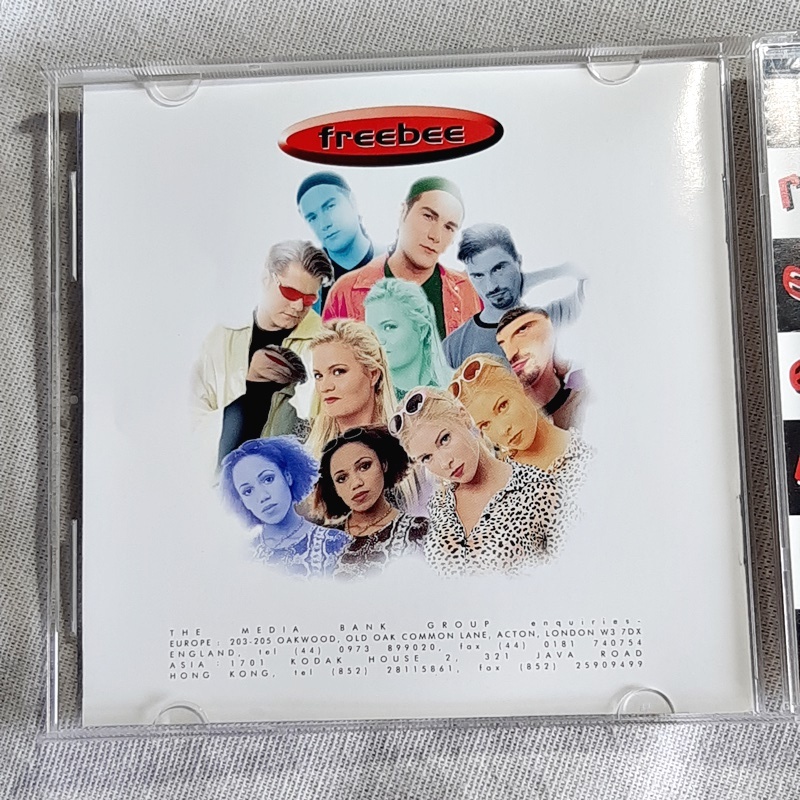 freebee
THE MEDIA BANK GROUP enquiries-
EUROPE: 203-205 OAKWOOD, OLD OAK COMMON LANE, ACTON, LONDON W3 7DX
ENGLAND, tel (44) 0973 899020, fax (44) 0181 740754
ASIA: 1701 KODAK HOUSE 2, 321 JAVA ROAD
HONG KONG, tel (852) 28115861, fax (852) 25909499